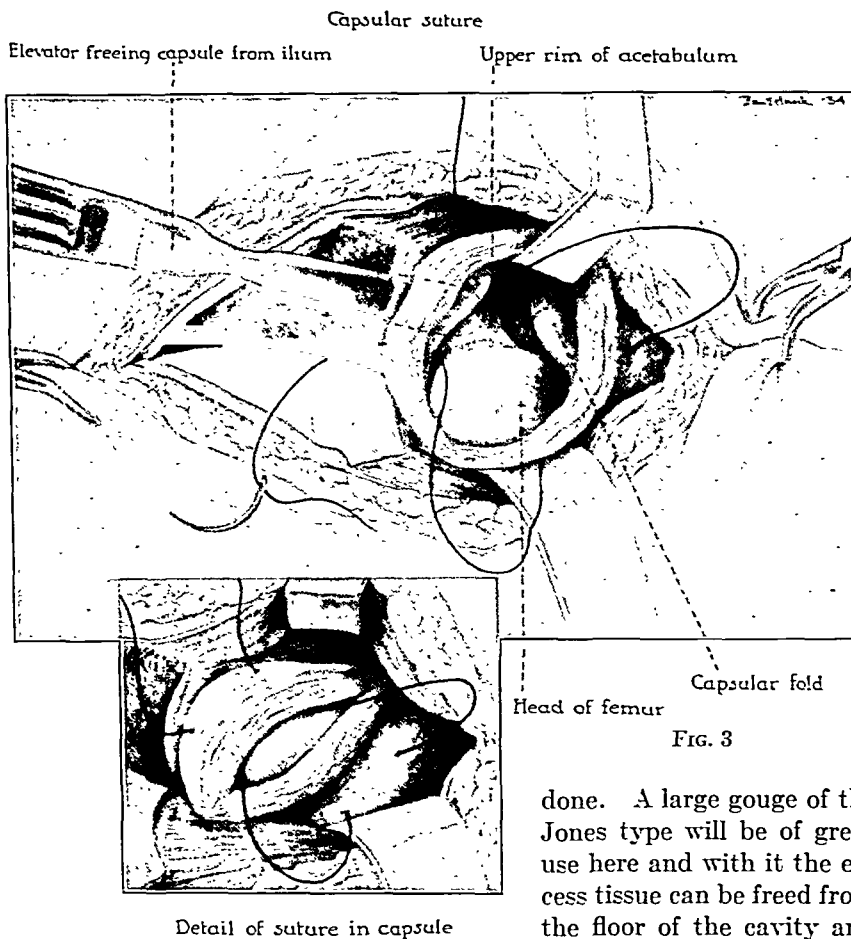 Capsular suture
Elevator freeing capsule from ilium
Upper rim of acetabulum
'34
Capsular fold
Head of femur
FIG. 3
done. A large gouge of
Jones type will be of
use here and with it the
cess tissue can be freed
the floor of the cavity
Detail of suture in capsule